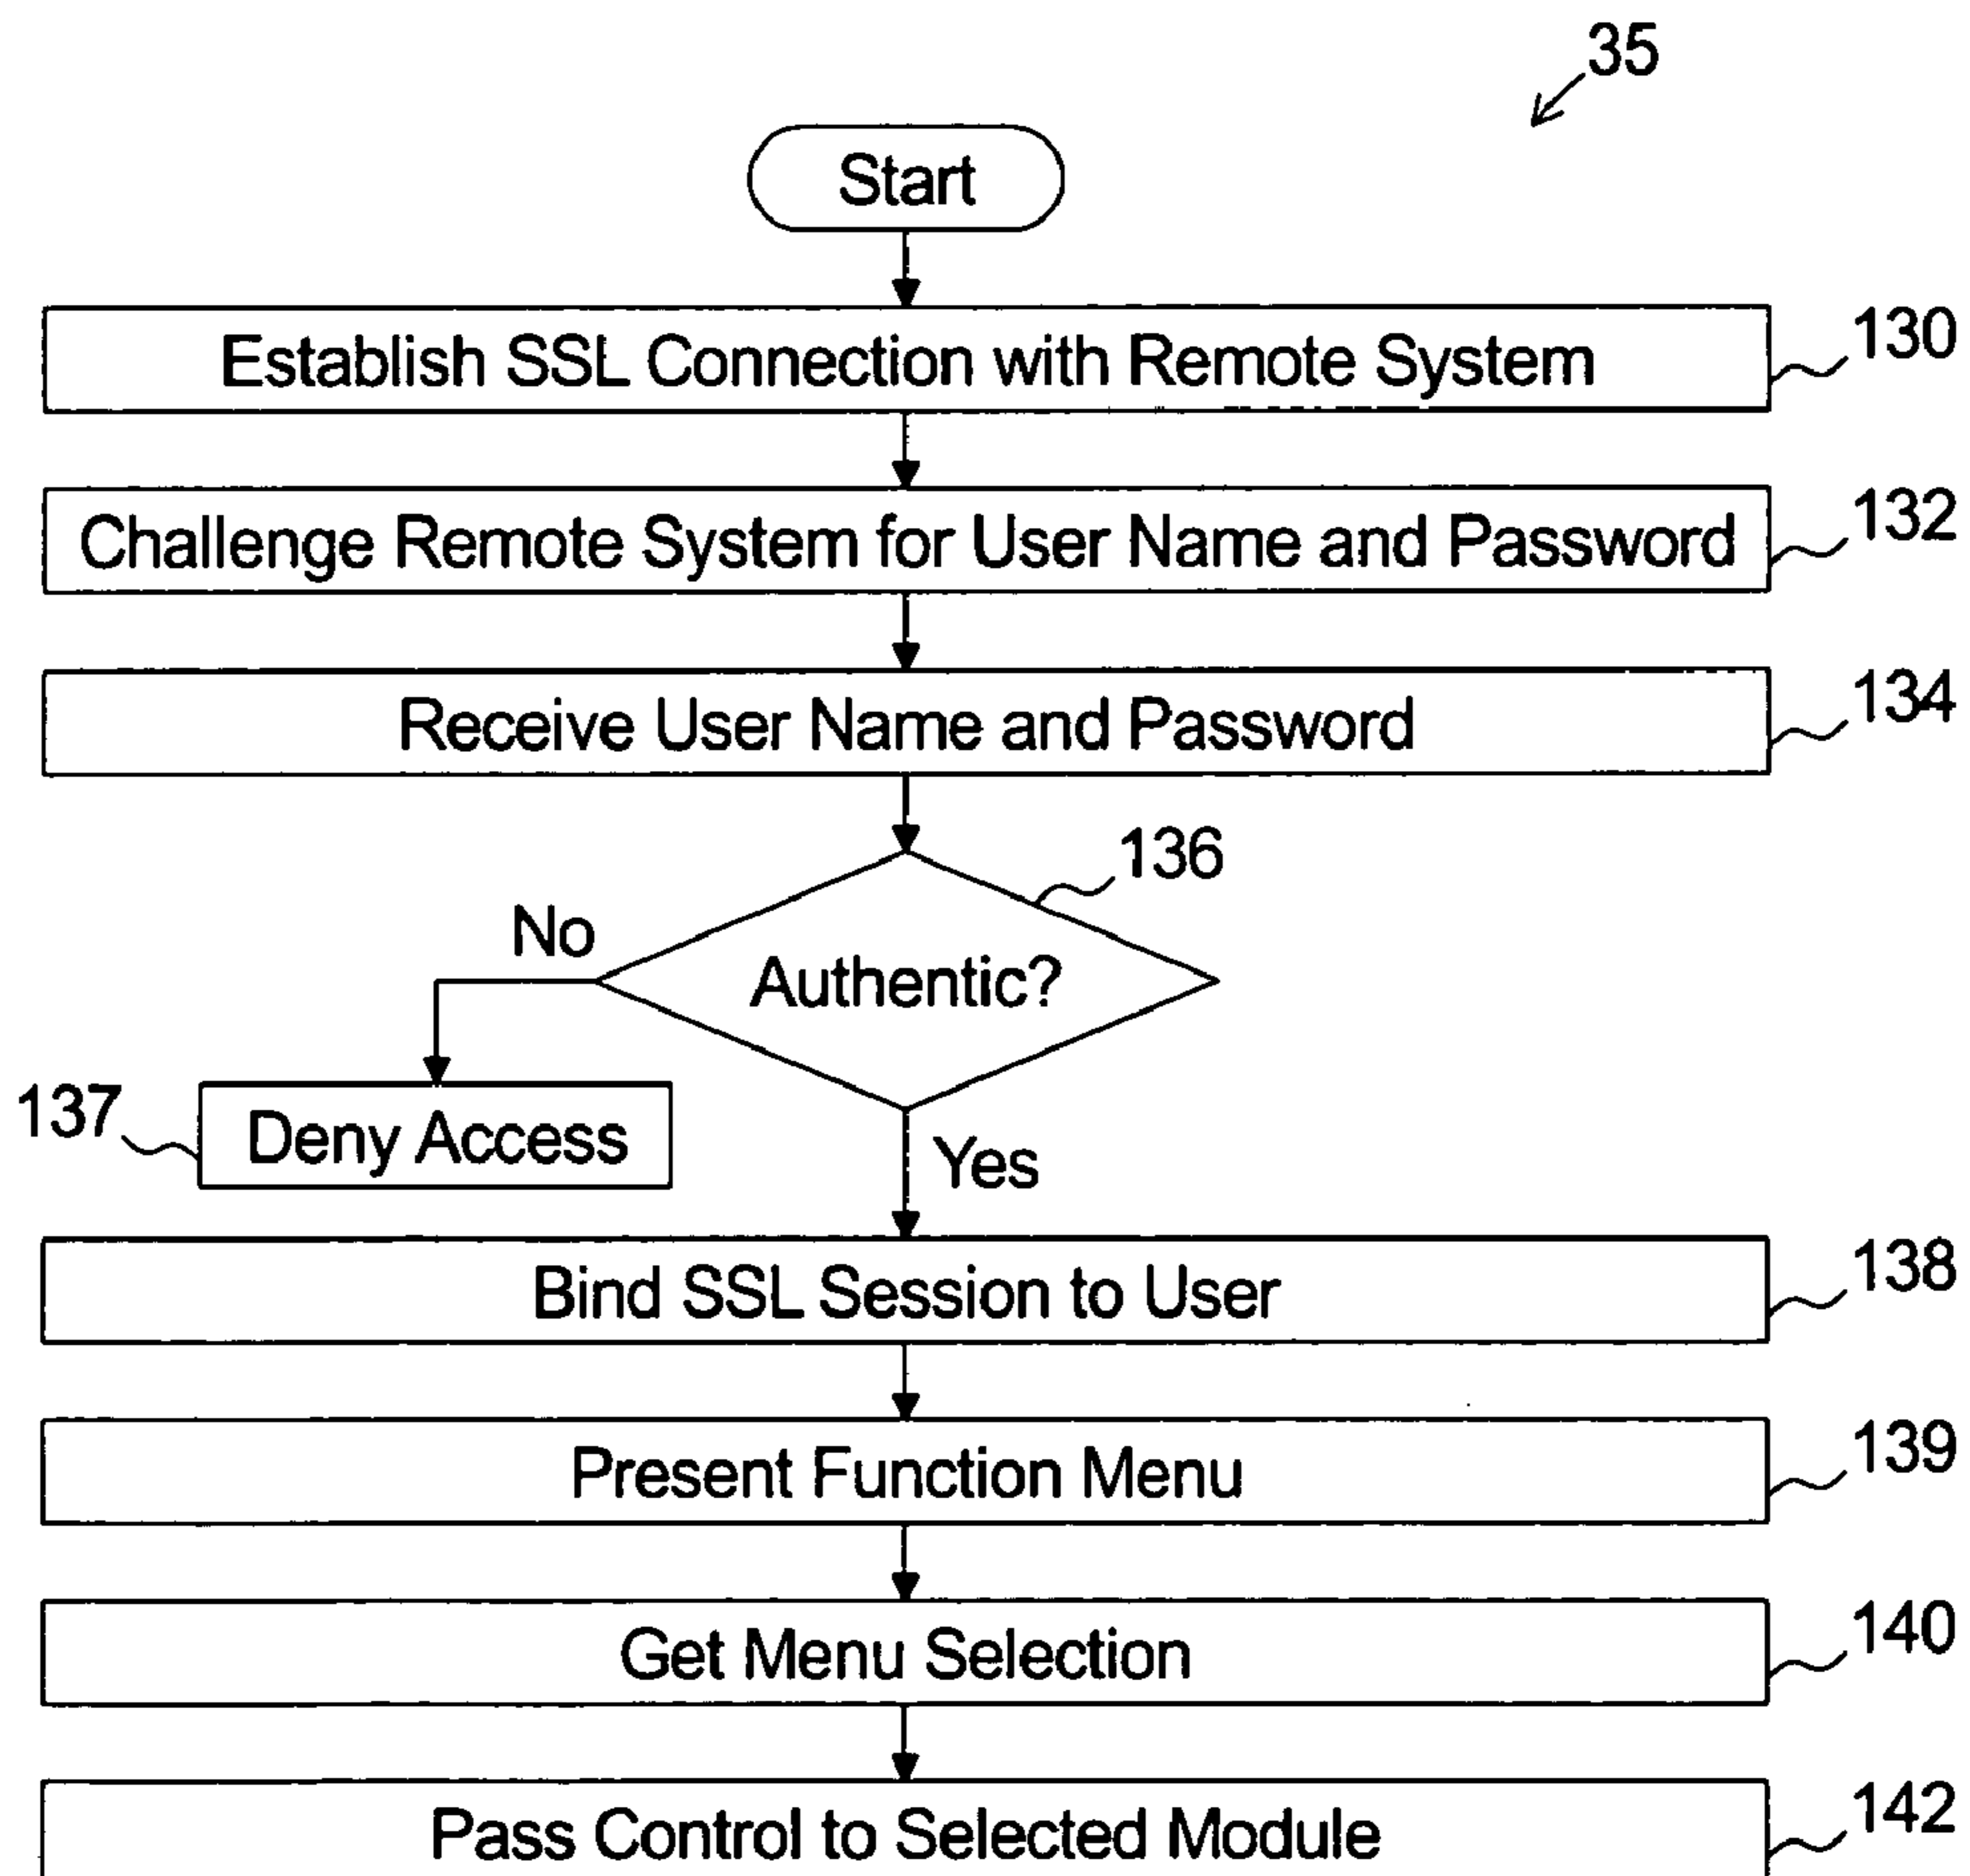 35
Start
Establish SSL Connection with Remote System
130
Challenge Remote System for User Name and Password
132
Receive User Name and Password
134
136
No
Authentic?
137
Deny Access
Yes
Bind SSL Session to User
138
Present Function Menu
139
Get Menu Selection
140
Pass Control to Selected Module
142